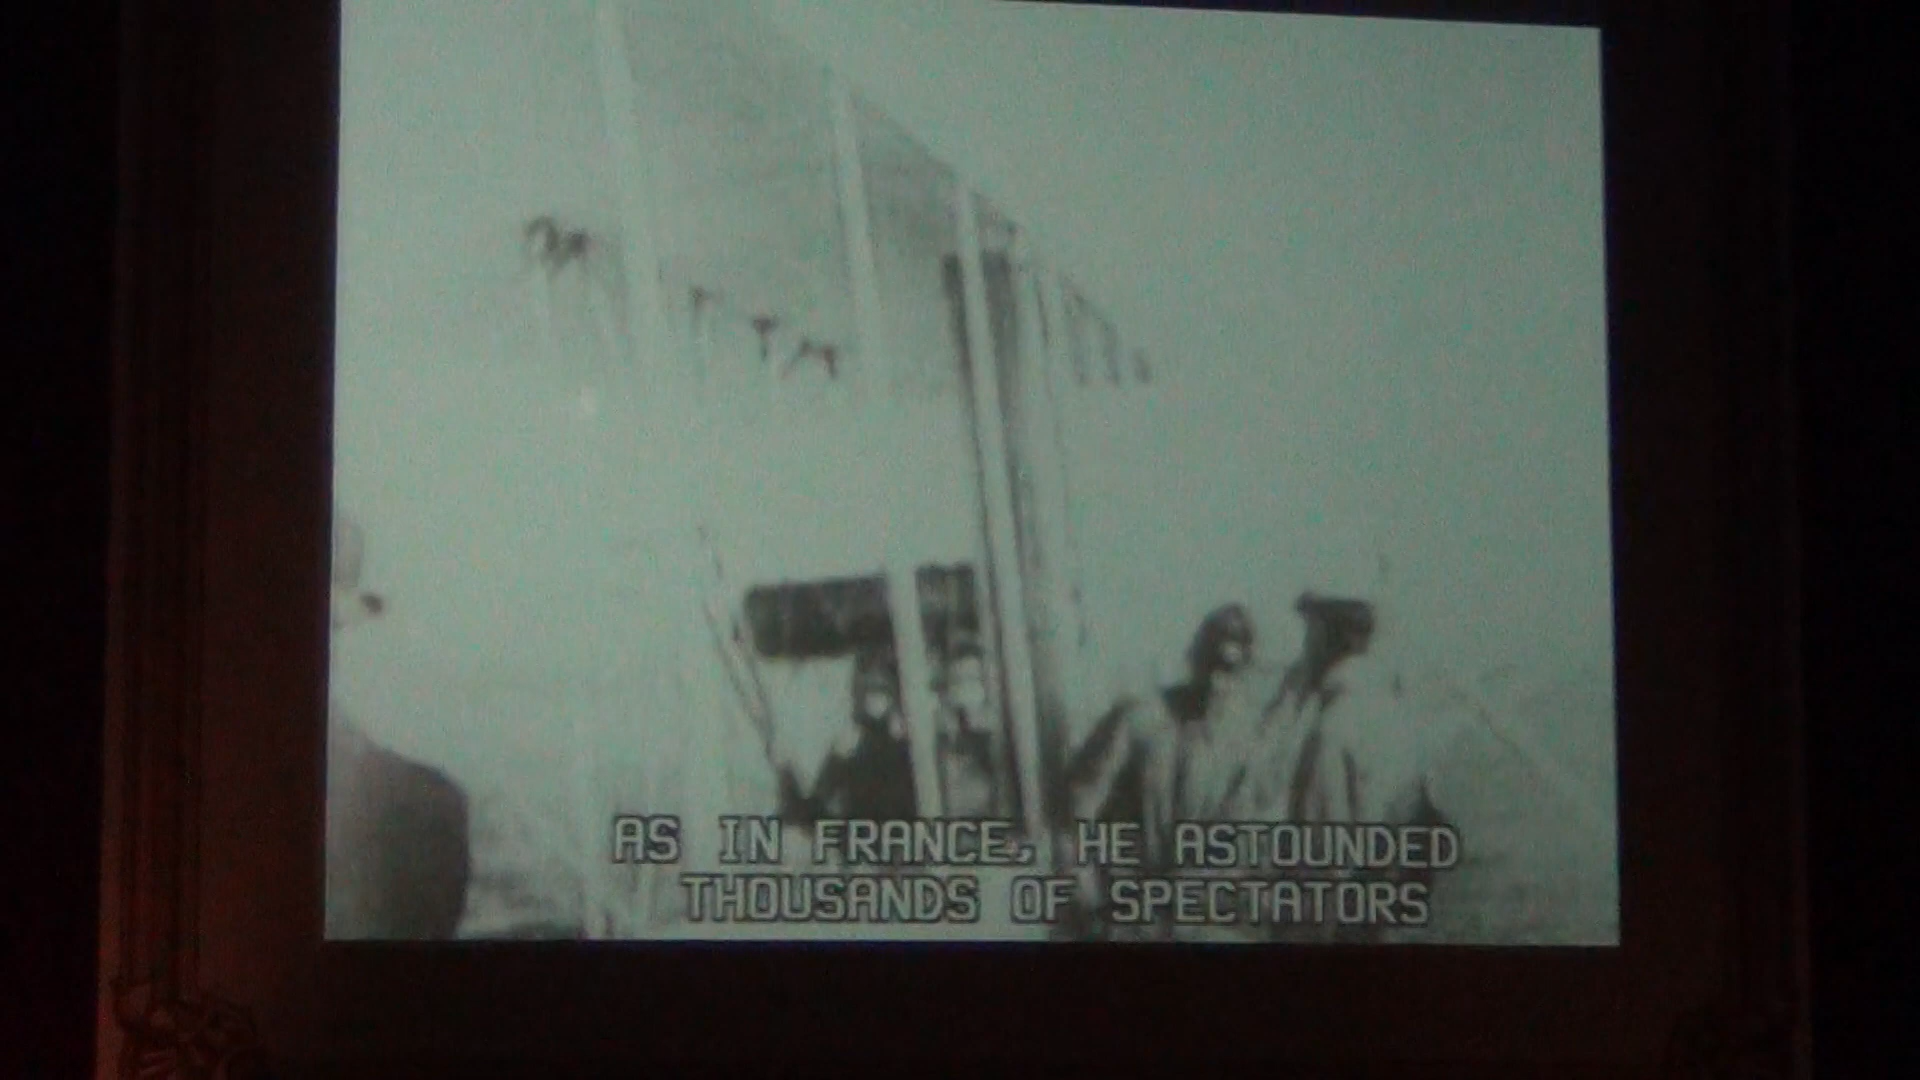 AS IN FRANCE, HE ASTOUNDED
THOUSANDS OF SPECTATORS